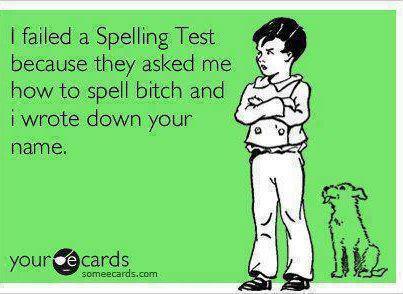 I failed a Spelling Test
because they asked me
how to spell bitch and
i wrote down your
name.
your e cards
someecards.com